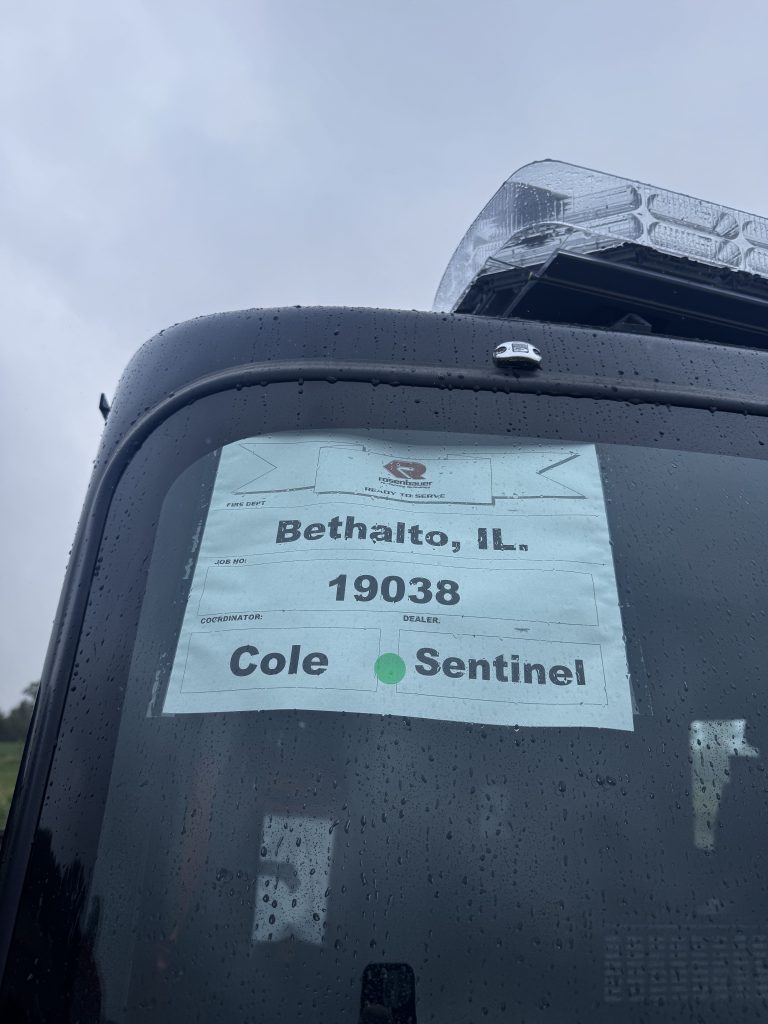 rosenbauer
READY TO SERVE
FIRE DEPT
Bethalto, IL.
JOB NO:
19038
COORDINATOR: DEALER:
Cole Sentinel